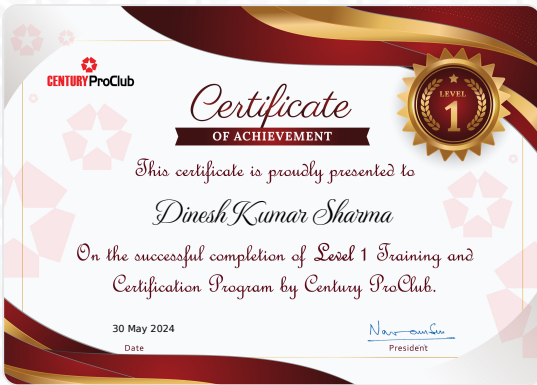 CENTURY ProClub
Certificate
OF ACHIEVEMENT
LEVEL
1
This certificate is proudly presented to
Dinesh Kumar Sharma
On the successful completion of Level 1 Training and
Certification Program by Century ProClub.
30 May 2024
Date
President